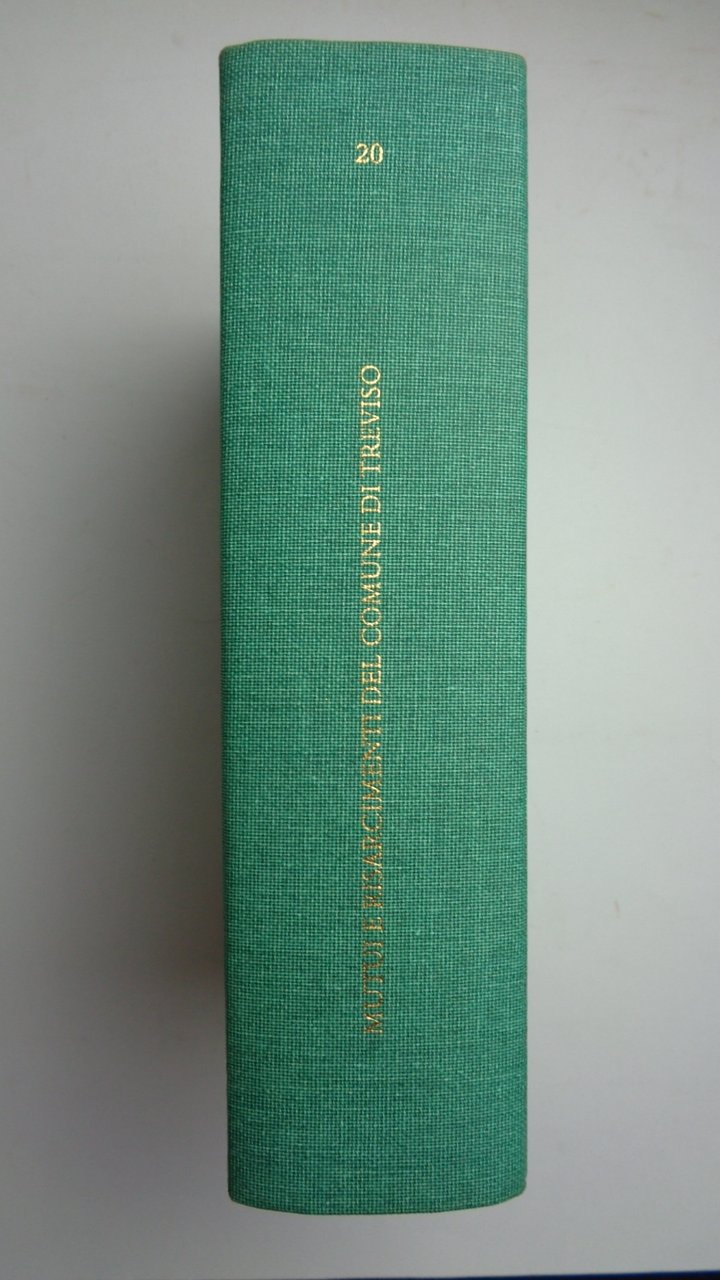 20
MUTUI E RISARCIMENTI DEL COMUNE DI TREVISO